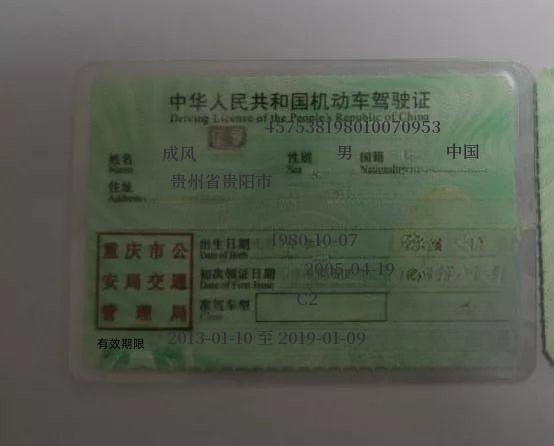 中华人民共和国机动车驾驶证
Driving License of the People's Republic of China
证号 457538198010070953
姓名 成风 性别 男 国籍 中国
Name Sex Nationality
住址 贵州省贵阳市
Address
重庆市公
安局交通
管理局
出生日期 1980-10-07
Date of Birth
初次领证日期 2005-04-19
Date of First Issue
准驾车型 C2
Class
有效期限 2013-01-10 至 2019-01-09